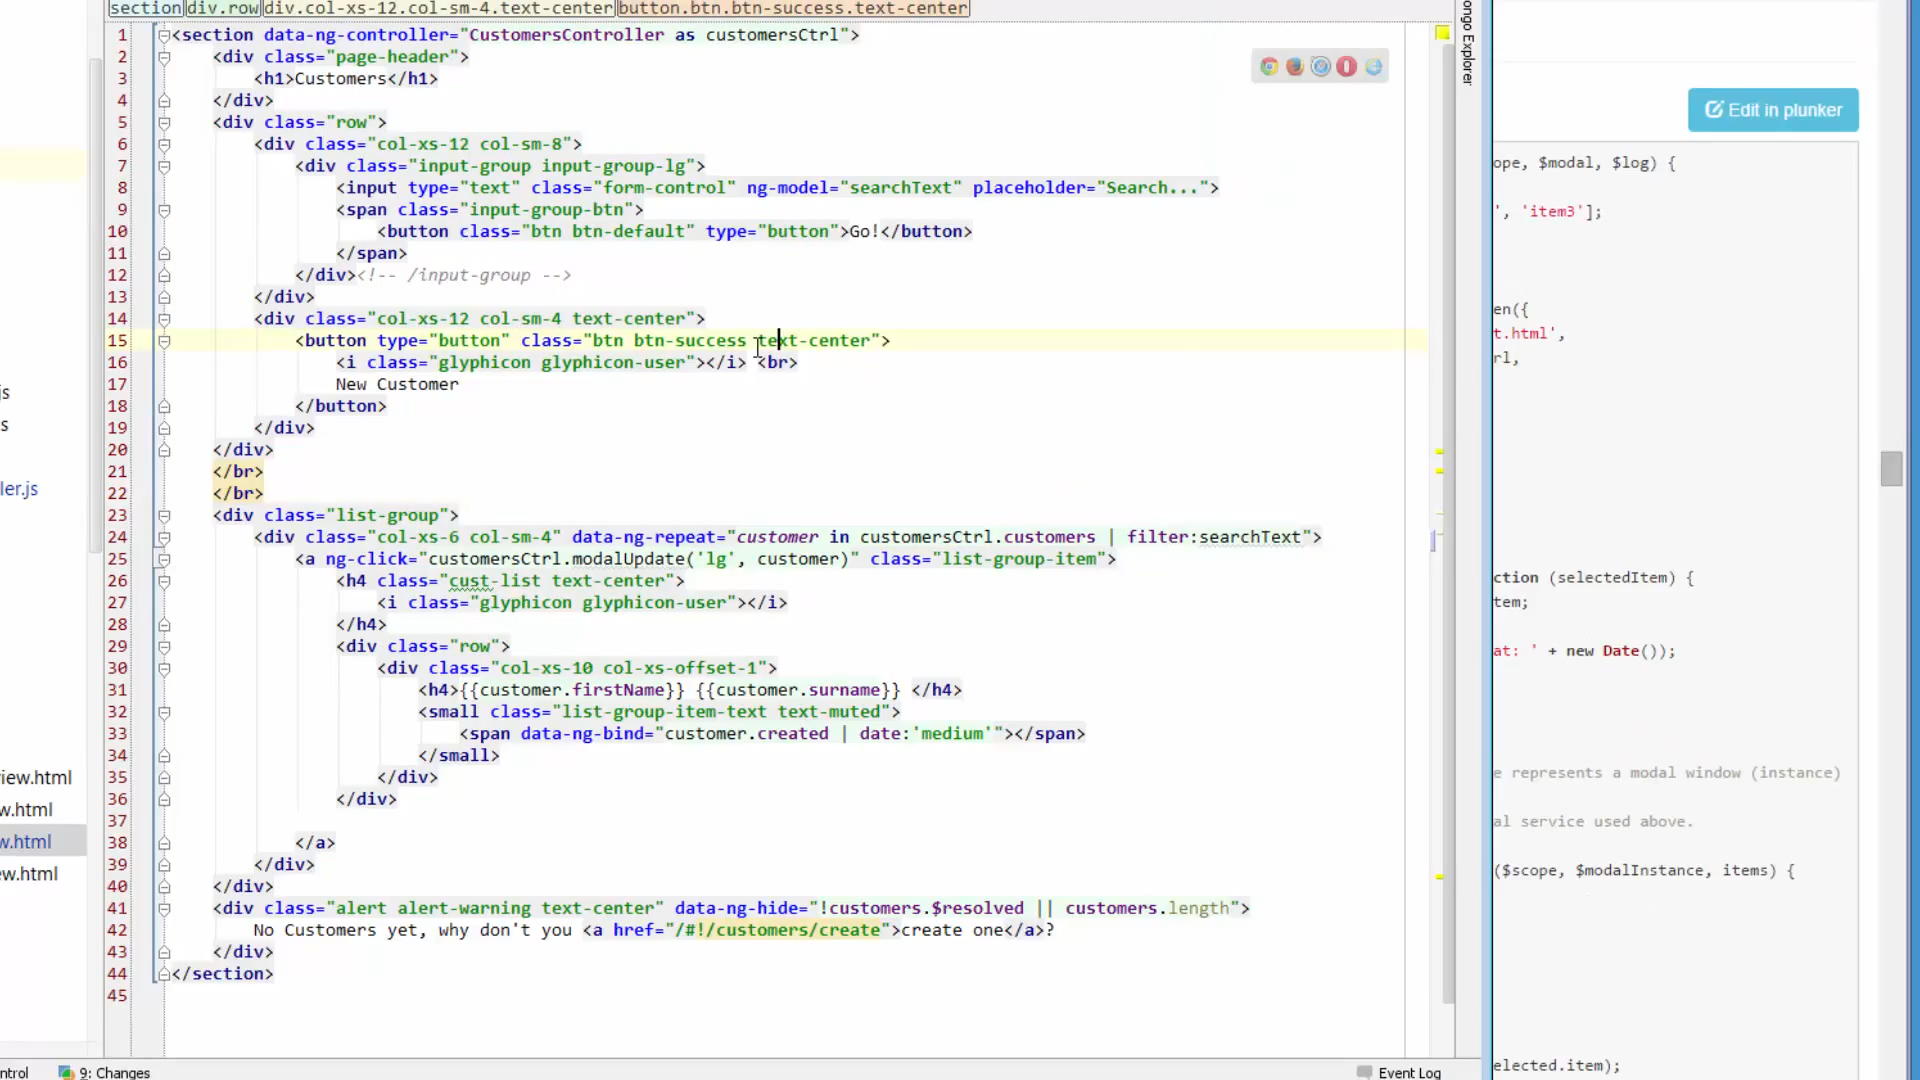 section div.row div.col-xs-12.col-sm-4.text-center button.btn.btn-success.text-center
1 <section data-ng-controller="CustomersController as customersCtrl">
2 <div class="page-header">
3 <h1>Customers</h1>
4 </div>
5 <div class="row">
6 <div class="col-xs-12 col-sm-8">
7 <div class="input-group input-group-lg">
8 <input type="text" class="form-control" ng-model="searchText" placeholder="Search...">
9 <span class="input-group-btn">
10 <button class="btn btn-default" type="button">Go!</button>
11 </span>
12 </div><!-- /input-group -->
13 </div>
14 <div class="col-xs-12 col-sm-4 text-center">
15 <button type="button" class="btn btn-success text-center">
16 <i class="glyphicon glyphicon-user"></i> <br>
17 New Customer
18 </button>
19 </div>
20 </div>
21 </br>
22 </br>
23 <div class="list-group">
24 <div class="col-xs-6 col-sm-4" data-ng-repeat="customer in customersCtrl.customers | filter:searchText">
25 <a ng-click="customersCtrl.modalUpdate('lg', customer)" class="list-group-item">
26 <h4 class="cust-list text-center">
27 <i class="glyphicon glyphicon-user"></i>
28 </h4>
29 <div class="row">
30 <div class="col-xs-10 col-xs-offset-1">
31 <h4>{{customer.firstName}} {{customer.surname}} </h4>
32 <small class="list-group-item-text text-muted">
33 <span data-ng-bind="customer.created | date:'medium'"></span>
34 </small>
35 </div>
36 </div>
37
38 </a>
39 </div>
40 </div>
41 <div class="alert alert-warning text-center" data-ng-hide="!customers.$resolved || customers.length">
42 No Customers yet, why don't you <a href="/#!/customers/create">create one</a>?
43 </div>
44 </section>
45
js
s
ler.js
iew.html
w.html
w.html
ew.html
ntrol
9: Changes
Event Log
ongo Explorer
Edit in plunker
ope, $modal, $log) {
', 'item3'];
en({
t.html',
rl,
ction (selectedItem) {
tem;
at: ' + new Date());
e represents a modal window (instance)
al service used above.
($scope, $modalInstance, items) {
elected.item);